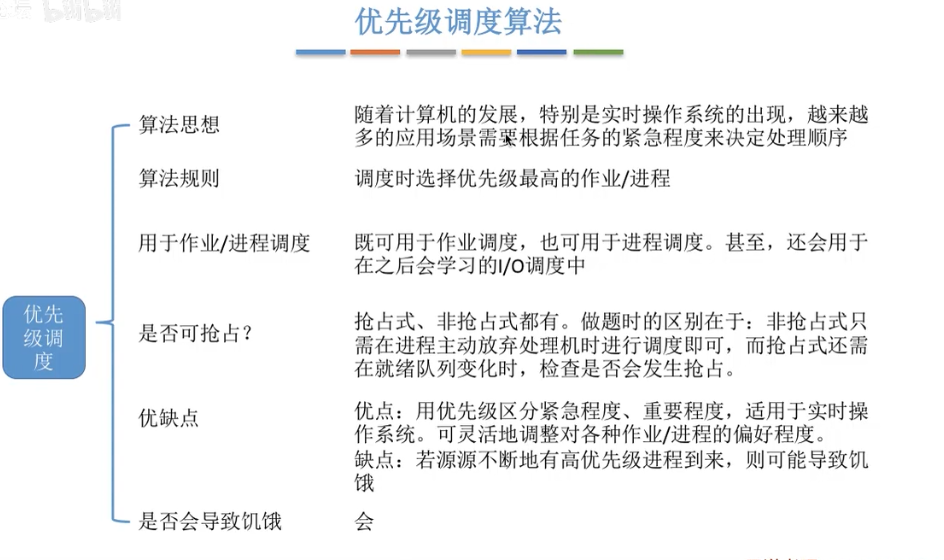 bilibili
优先级调度算法
算法思想
随着计算机的发展，特别是实时操作系统的出现，越来越
多的应用场景需要根据任务的紧急程度来决定处理顺序
算法规则
调度时选择优先级最高的作业/进程
用于作业/进程调度
既可用于作业调度，也可用于进程调度。甚至，还会用于
在之后会学习的I/O调度中
优先
级调
度
是否可抢占？
抢占式、非抢占式都有。做题时的区别在于：非抢占式只
需在进程主动放弃处理机时进行调度即可，而抢占式还需
在就绪队列变化时，检查是否会发生抢占。
优缺点
优点：用优先级区分紧急程度、重要程度，适用于实时操
作系统。可灵活地调整对各种作业/进程的偏好程度。
缺点：若源源不断地有高优先级进程到来，则可能导致饥
饿
是否会导致饥饿
会